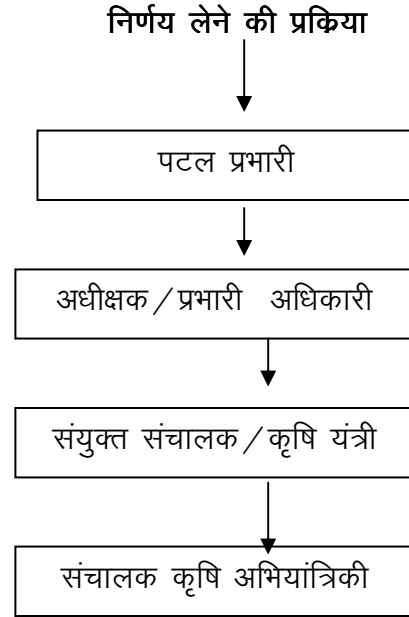 निर्णय लेने की प्रक्रिया
पटल प्रभारी
अधीक्षक/प्रभारी अधिकारी
संयुक्त संचालक/कृषि यंत्री
संचालक कृषि अभियांत्रिकी